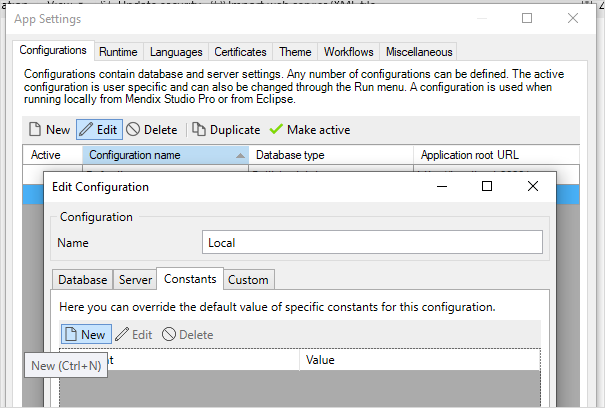 App Settings
Configurations Runtime Languages Certificates Theme Workflows Miscellaneous
Configurations contain database and server settings. Any number of configurations can be defined. The active
configuration is user specific and can also be changed through the Run menu. A configuration is used when
running locally from Mendix Studio Pro or from Eclipse.
New Edit Delete Duplicate Make active
Active Configuration name Database type Application root URL
Edit Configuration
Configuration
Name Local
Database Server Constants Custom
Here you can override the default value of specific constants for this configuration.
New Edit Delete
Value
New (Ctrl+N)